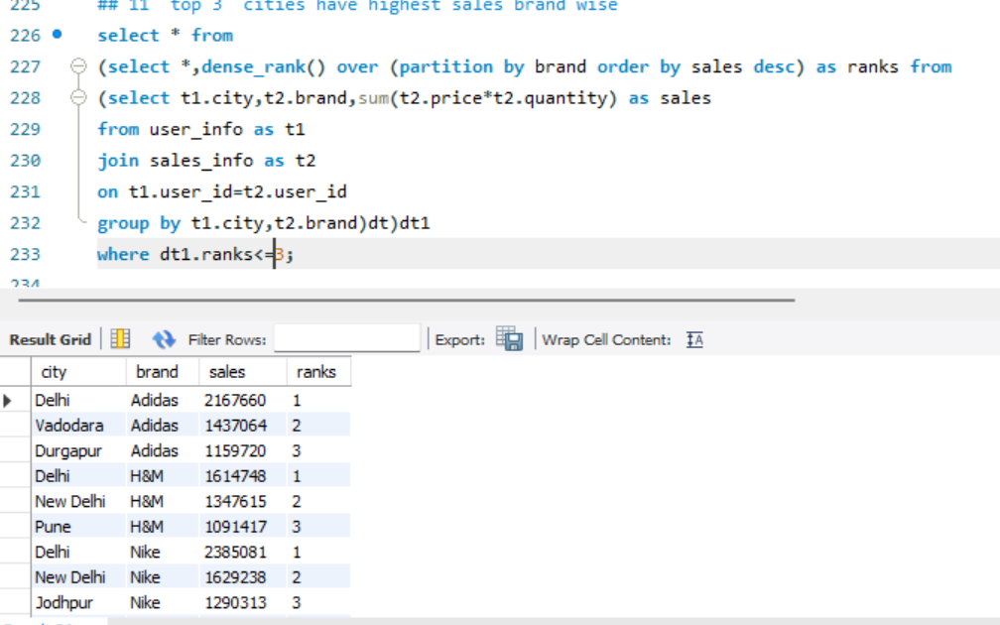 225 ## 11 top 3 cities have highest sales brand wise
226 select * from
227 (select *,dense_rank() over (partition by brand order by sales desc) as ranks from
228 (select t1.city,t2.brand,sum(t2.price*t2.quantity) as sales
229 from user_info as t1
230 join sales_info as t2
231 on t1.user_id=t2.user_id
232 group by t1.city,t2.brand)dt)dt1
233 where dt1.ranks<=3;
234
Result Grid Filter Rows: Export: Wrap Cell Content: IA
city brand sales ranks
Delhi Adidas 2167660 1
Vadodara Adidas 1437064 2
Durgapur Adidas 1159720 3
Delhi H&M 1614748 1
New Delhi H&M 1347615 2
Pune H&M 1091417 3
Delhi Nike 2385081 1
New Delhi Nike 1629238 2
Jodhpur Nike 1290313 3